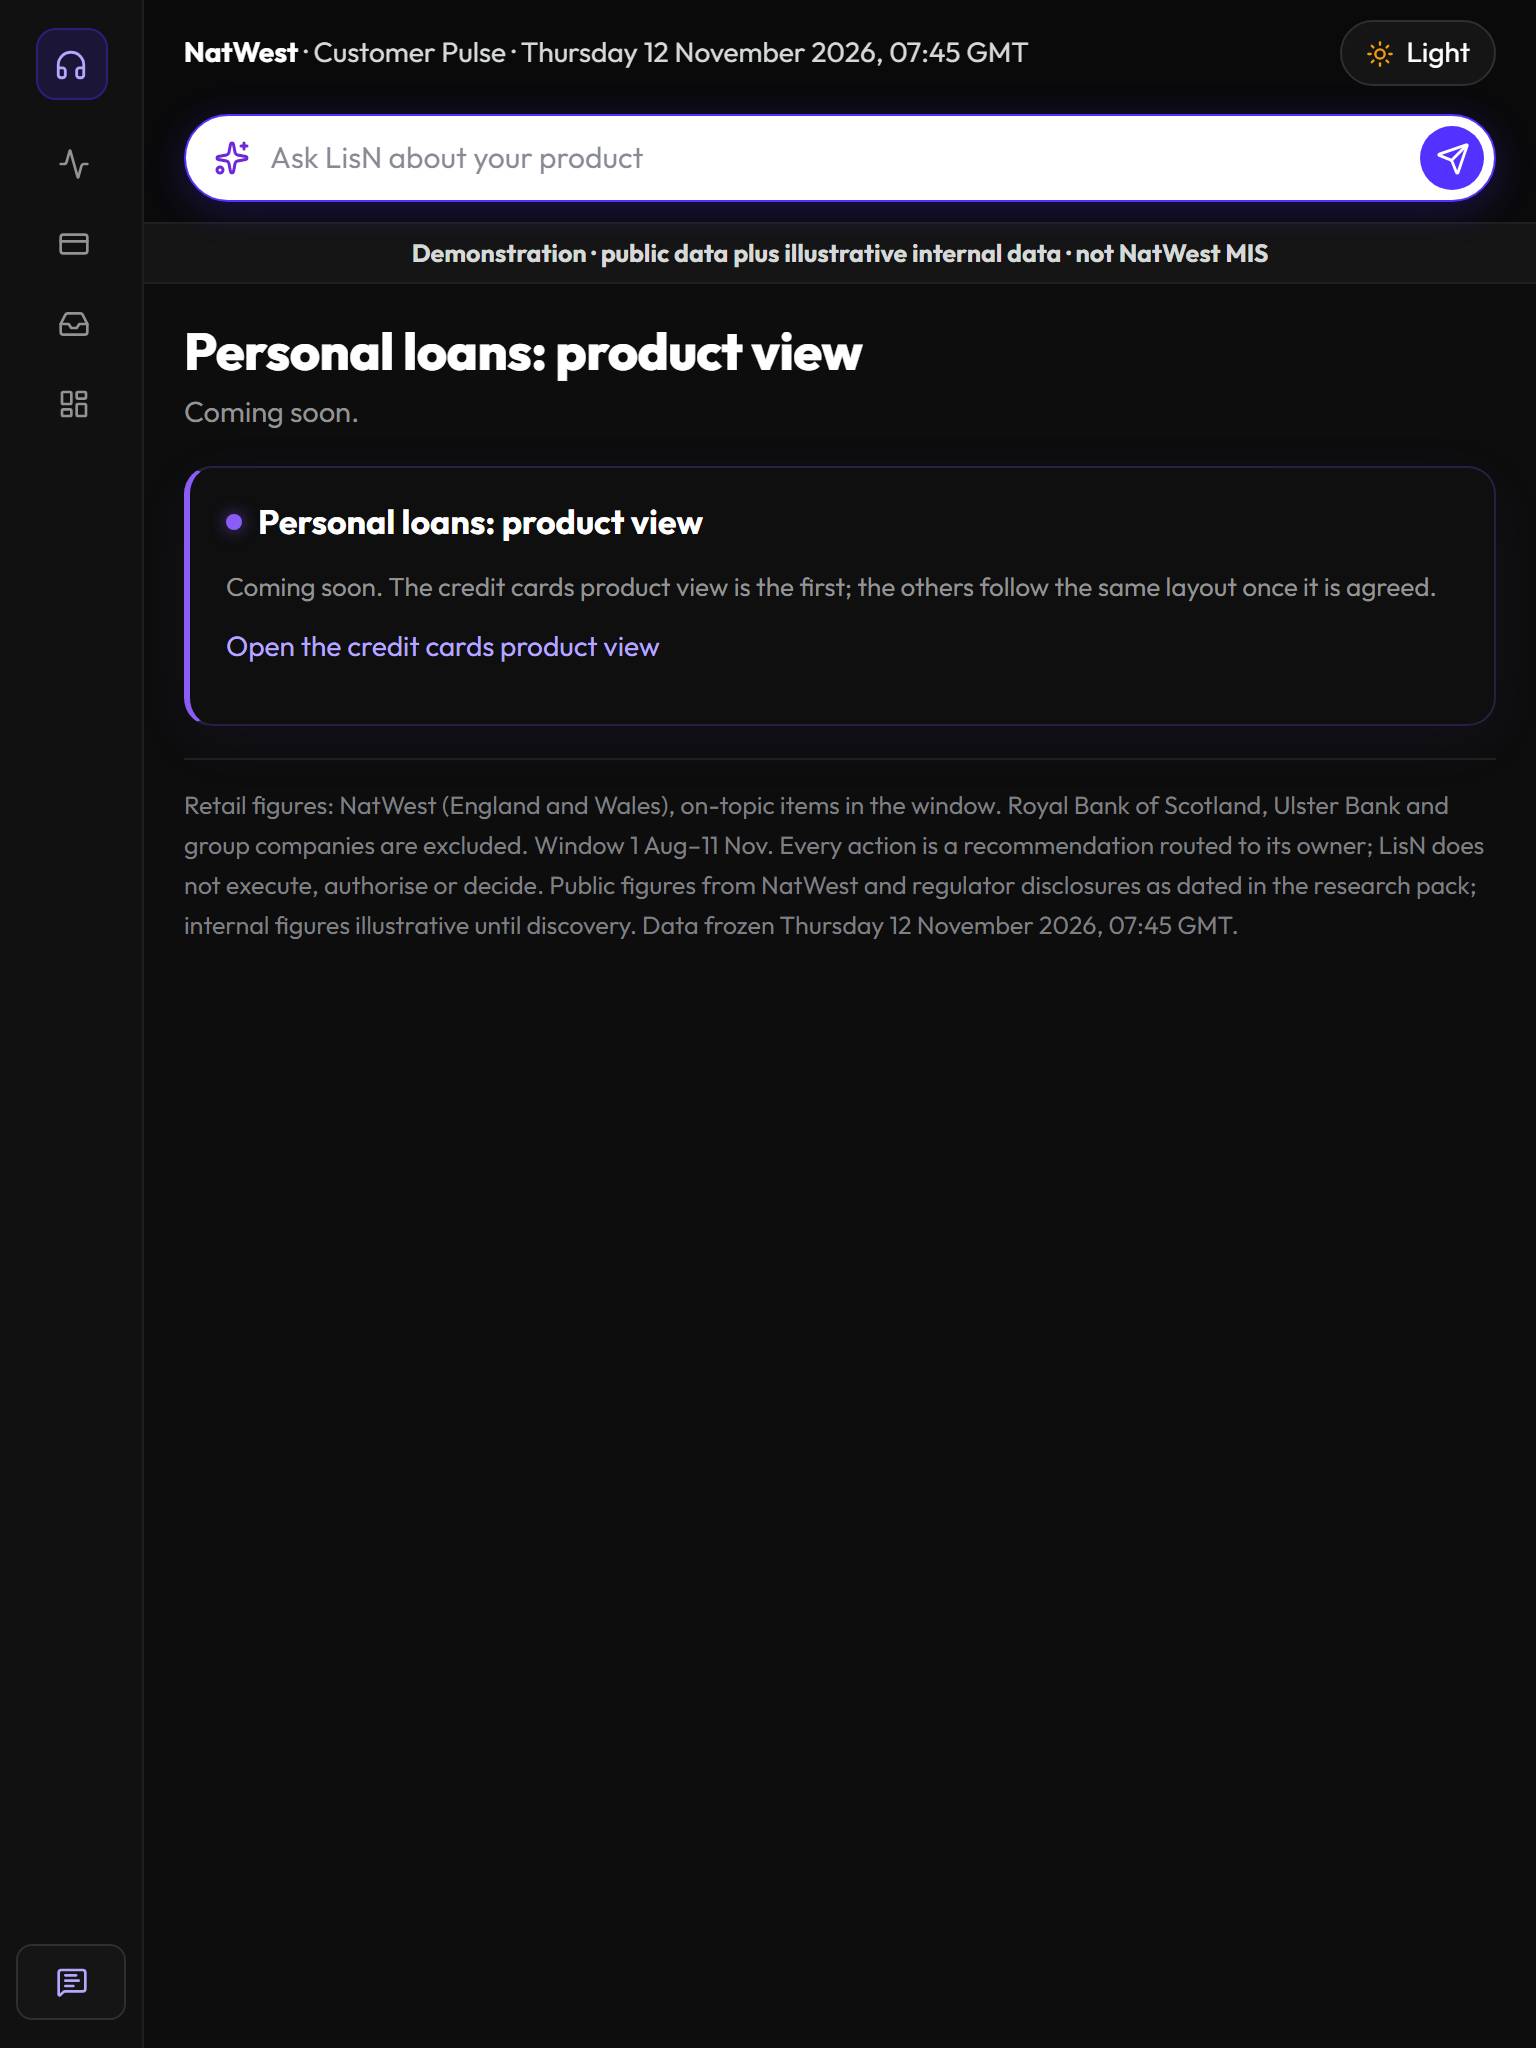 NatWest · Customer Pulse · Thursday 12 November 2026, 07:45 GMT
Light
Ask LisN about your product
Demonstration · public data plus illustrative internal data · not NatWest MIS
Personal loans: product view
Coming soon.
Personal loans: product view
Coming soon. The credit cards product view is the first; the others follow the same layout once it is agreed.
Open the credit cards product view
Retail figures: NatWest (England and Wales), on-topic items in the window. Royal Bank of Scotland, Ulster Bank and
group companies are excluded. Window 1 Aug–11 Nov. Every action is a recommendation routed to its owner; LisN does
not execute, authorise or decide. Public figures from NatWest and regulator disclosures as dated in the research pack;
internal figures illustrative until discovery. Data frozen Thursday 12 November 2026, 07:45 GMT.